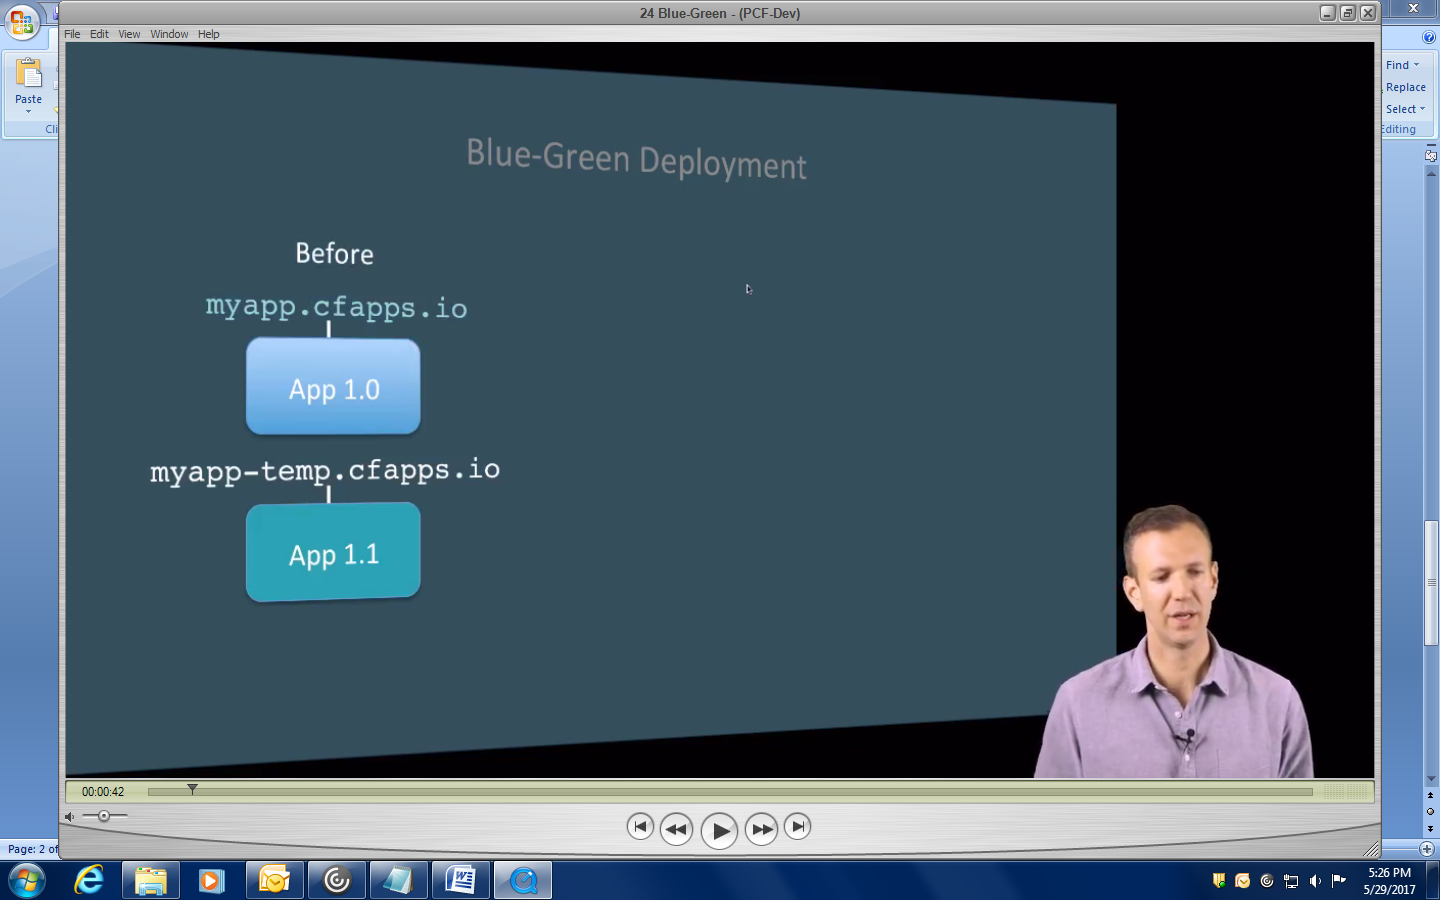 24 Blue-Green - (PCF-Dev)
File Edit View Window Help
Paste
Find
Replace
Select
Editing
Cli
Blue-Green Deployment
Before
myapp.cfapps.io
App 1.0
myapp-temp.cfapps.io
App 1.1
00:00:42
Page: 2 of
5:26 PM
5/29/2017